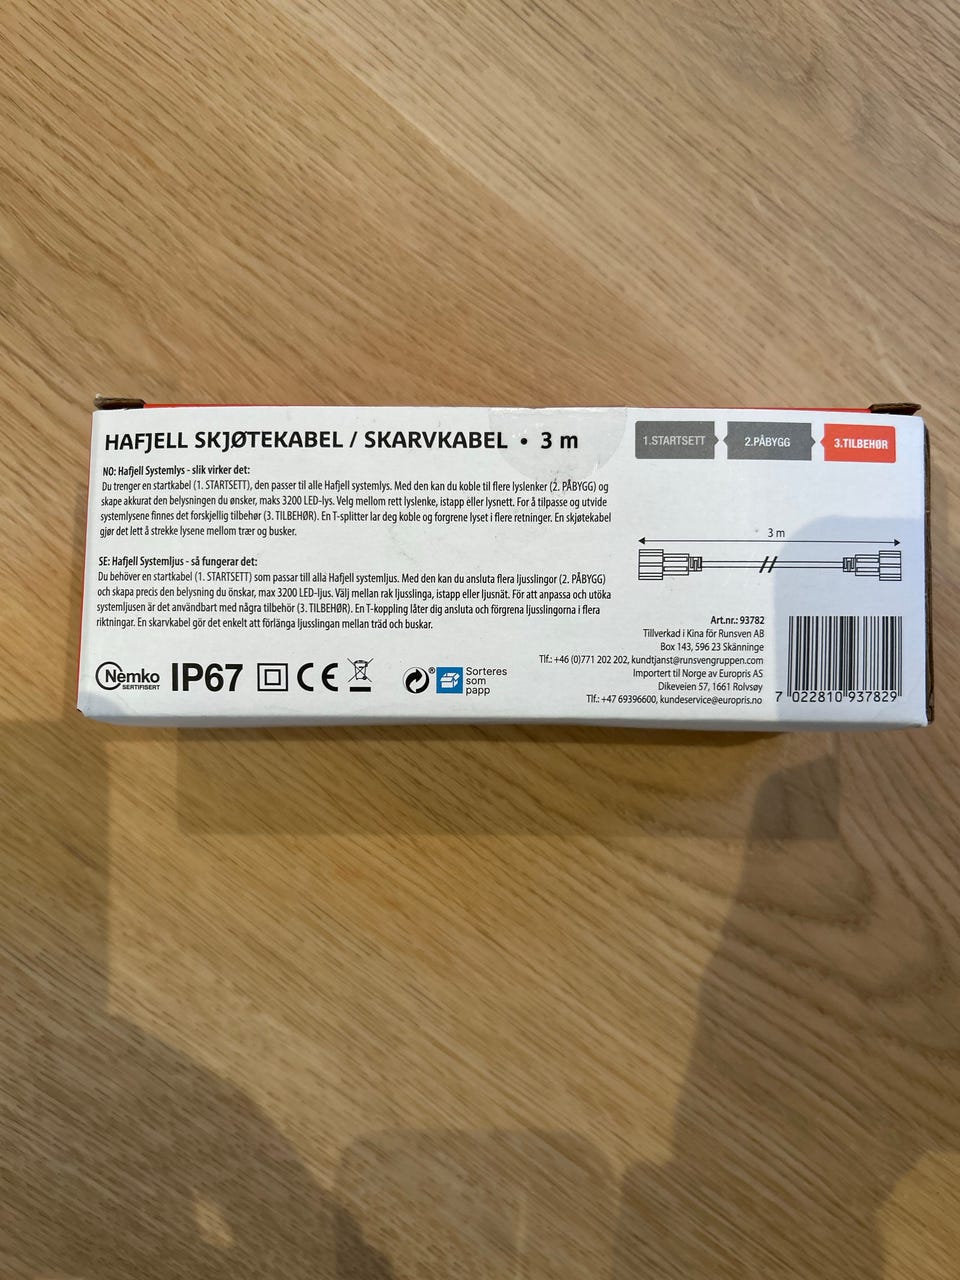 HAFJELL SKJØTEKABEL / SKARVKABEL • 3 m
1.STARTSETT
2.PÅBYGG
3.TILBEHØR
NO: Hafjell Systemlys - slik virker det:
Du trenger en startkabel (1. STARTSETT), den passer til alle Hafjell systemlys. Med den kan du koble til flere lyslenker (2. PÅBYGG) og
skape akkurat den belysningen du ønsker, maks 3200 LED-lys. Velg mellom rett lyslenke, istapp eller lysnett. For å tilpasse og utvide
systemlysene finnes det forskjellig tilbehør (3. TILBEHØR). En T-splitter lar deg koble og forgrene lyset i flere retninger. En skjøtekabel
gjør det lett å strekke lysene mellom trær og busker.
SE: Hafjell Systemljus - så fungerar det:
Du behöver en startkabel (1. STARTSETT) som passar till alla Hafjell systemljus. Med den kan du ansluta flera ljusslingor (2. PÅBYGG)
och skapa precis den belysning du önskar, max 3200 LED-ljus. Välj mellan rak ljusslinga, istapp eller ljusnät. För att anpassa och utöka
systemljusen är det användbart med några tilbehör (3. TILBEHØR). En T-koppling låter dig ansluta och förgrena ljusslingorna i flera
riktningar. En skarvkabel gör det enkelt att förlänga ljusslingan mellan träd och buskar.
3 m
Nemko
SERTIFISERT
IP67
CE
Sorteres
som
papp
Art.nr.: 93782
Tillverkad i Kina för Runsven AB
Box 143, 596 23 Skänninge
Tlf.: +46 (0)771 202 202, kundtjanst@runsvengruppen.com
Importert til Norge av Europris AS
Dikeveien 57, 1661 Rolvsøy
Tlf.: +47 69396600, kundeservice@europris.no
7 022810 937829